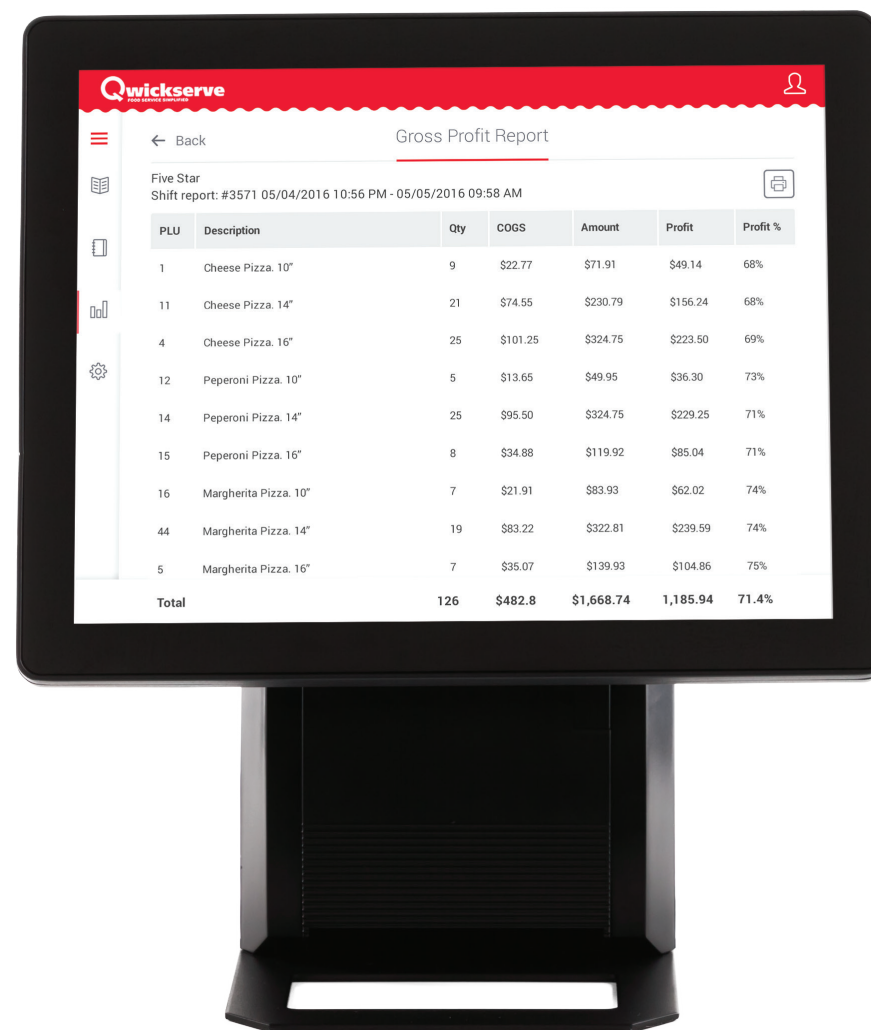 Qwickserve
FOOD SERVICE SIMPLIFIED
← Back Gross Profit Report
Five Star
Shift report: #3571 05/04/2016 10:56 PM - 05/05/2016 09:58 AM
PLU Description Qty COGS Amount Profit Profit %
1 Cheese Pizza. 10” 9 $22.77 $71.91 $49.14 68%
11 Cheese Pizza. 14” 21 $74.55 $230.79 $156.24 68%
4 Cheese Pizza. 16” 25 $101.25 $324.75 $223.50 69%
12 Peperoni Pizza. 10” 5 $13.65 $49.95 $36.30 73%
14 Peperoni Pizza. 14” 25 $95.50 $324.75 $229.25 71%
15 Peperoni Pizza. 16” 8 $34.88 $119.92 $85.04 71%
16 Margherita Pizza. 10” 7 $21.91 $83.93 $62.02 74%
44 Margherita Pizza. 14” 19 $83.22 $322.81 $239.59 74%
5 Margherita Pizza. 16” 7 $35.07 $139.93 $104.86 75%
Total 126 $482.8 $1,668.74 1,185.94 71.4%